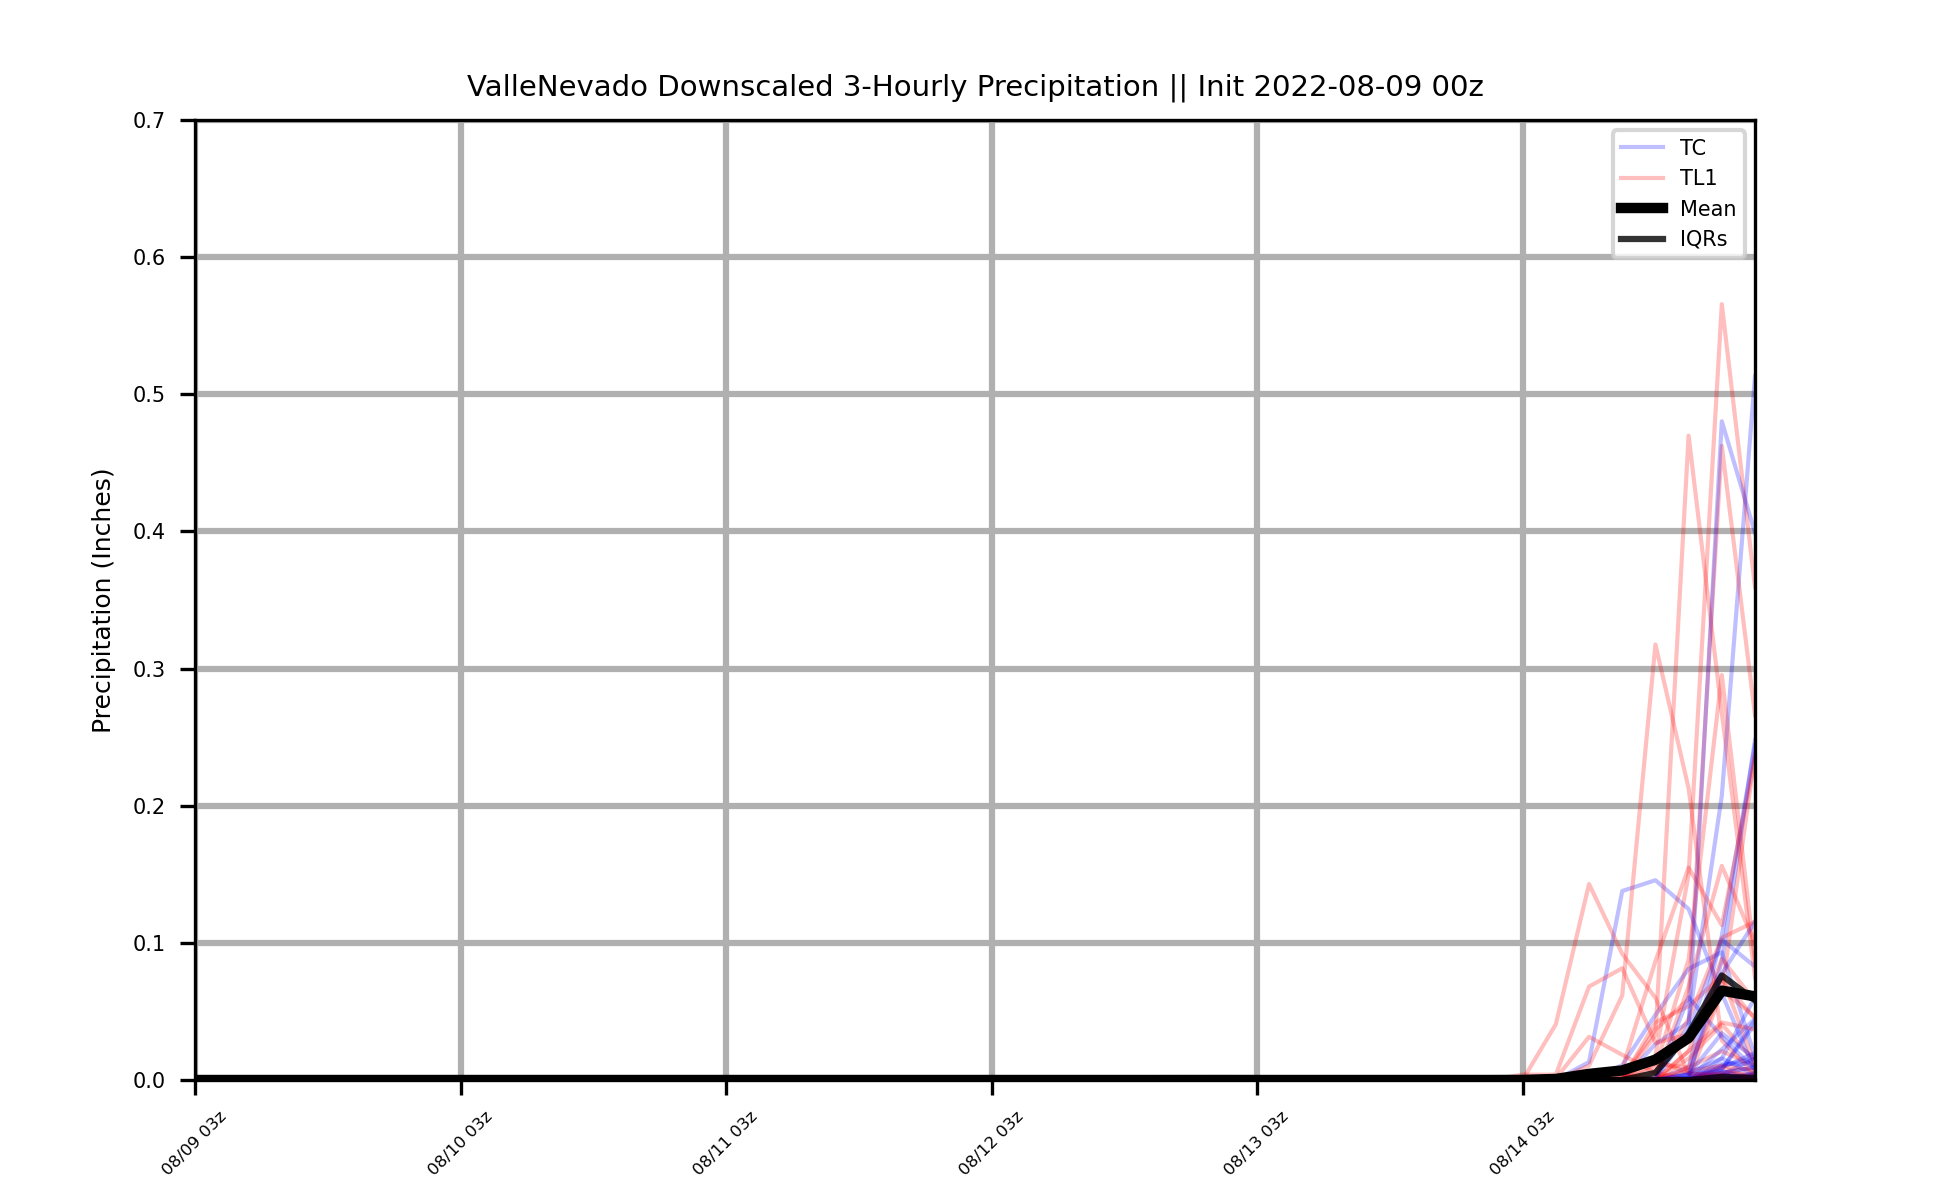 ValleNevado Downscaled 3-Hourly Precipitation || Init 2022-08-09 00z
Precipitation (Inches)
0.7
0.6
0.5
0.4
0.3
0.2
0.1
0.0
TC
TL1
Mean
IQRs
08/09 03z
08/10 03z
08/11 03z
08/12 03z
08/13 03z
08/14 03z